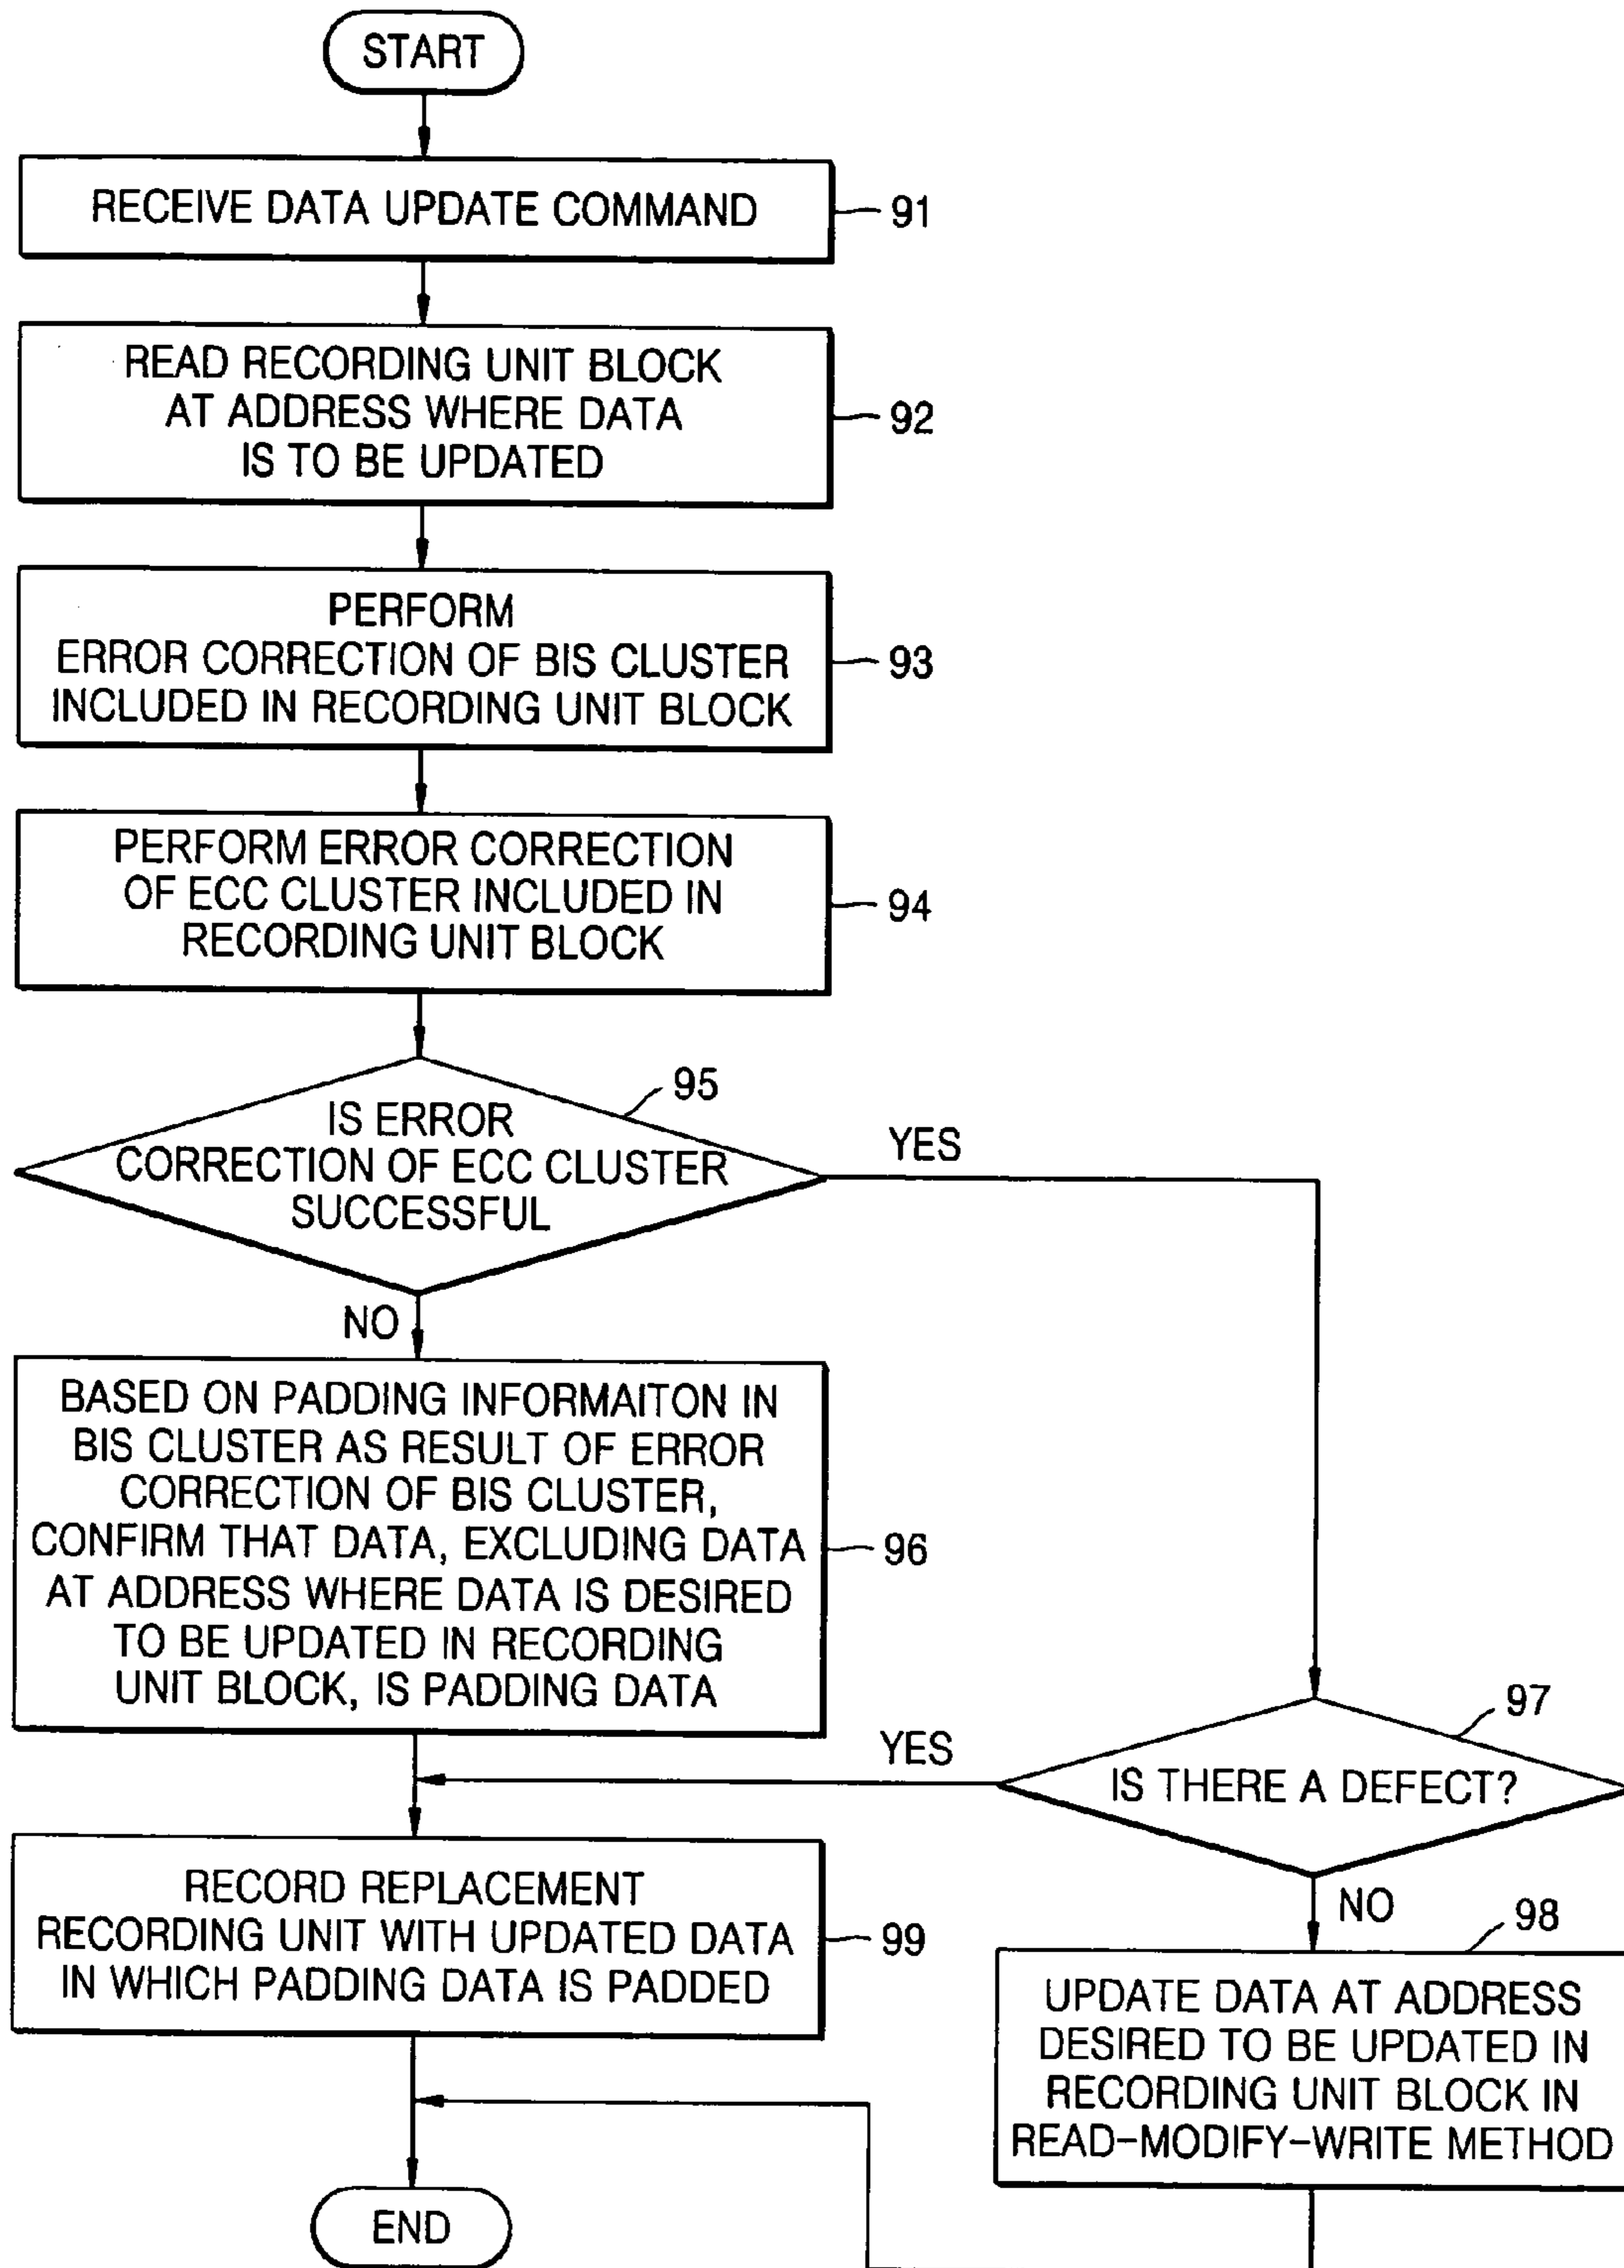 START
RECEIVE DATA UPDATE COMMAND
91
READ RECORDING UNIT BLOCK
AT ADDRESS WHERE DATA
IS TO BE UPDATED
92
PERFORM
ERROR CORRECTION OF BIS CLUSTER
INCLUDED IN RECORDING UNIT BLOCK
93
PERFORM ERROR CORRECTION
OF ECC CLUSTER INCLUDED IN
RECORDING UNIT BLOCK
94
95
IS ERROR
CORRECTION OF ECC CLUSTER
SUCCESSFUL
YES
NO
BASED ON PADDING INFORMAITON IN
BIS CLUSTER AS RESULT OF ERROR
CORRECTION OF BIS CLUSTER,
CONFIRM THAT DATA, EXCLUDING DATA
AT ADDRESS WHERE DATA IS DESIRED
TO BE UPDATED IN RECORDING
UNIT BLOCK, IS PADDING DATA
96
97
IS THERE A DEFECT?
YES
NO
RECORD REPLACEMENT
RECORDING UNIT WITH UPDATED DATA
IN WHICH PADDING DATA IS PADDED
99
98
UPDATE DATA AT ADDRESS
DESIRED TO BE UPDATED IN
RECORDING UNIT BLOCK IN
READ-MODIFY-WRITE METHOD
END